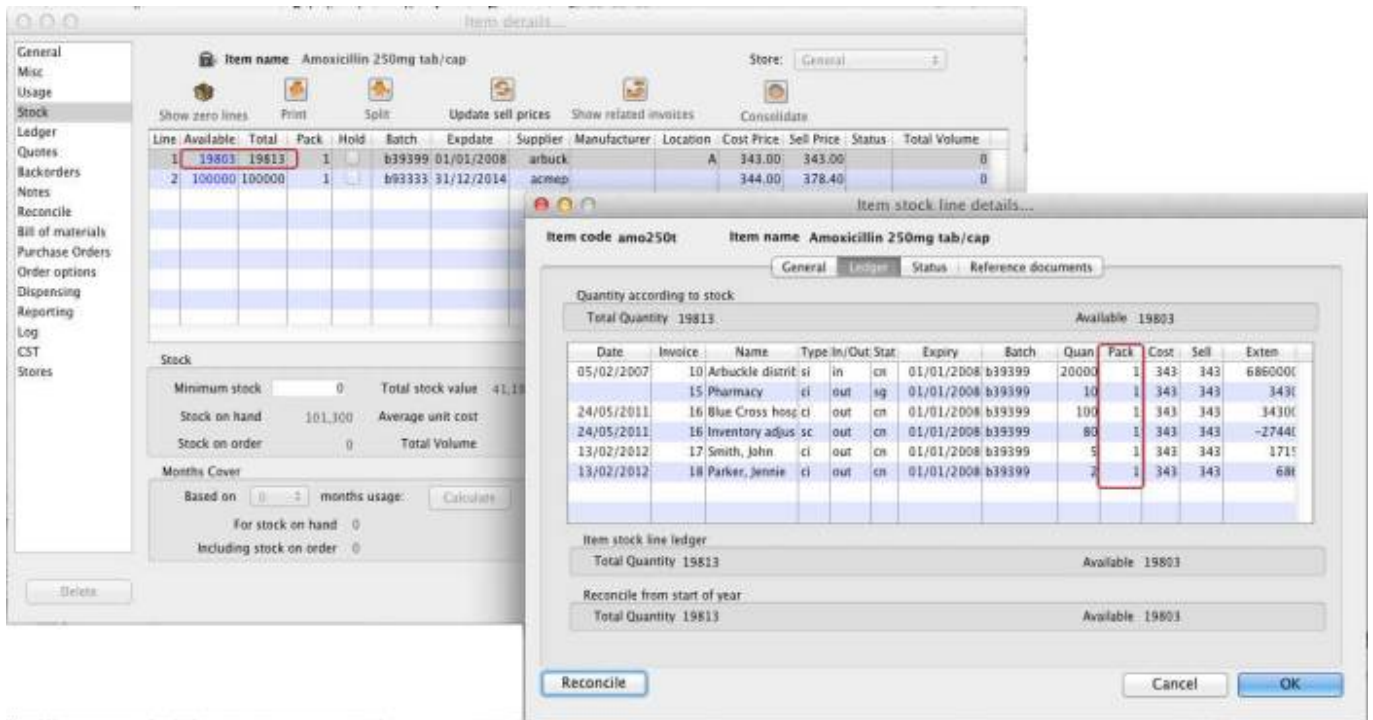 Item details...
General
Misc
Usage
Stock
Ledger
Quotes
Backorders
Notes
Reconcile
Bill of materials
Purchase Orders
Order options
Dispensing
Reporting
Log
CST
Stores
Delete
Item name Amoxicillin 250mg tab/cap Store: General
Show zero lines Print Split Update sell prices Show related invoices Consolidate
Line Available Total Pack Hold Batch Expdate Supplier Manufacturer Location Cost Price Sell Price Status Total Volume
1 19803 19813 1 b39399 01/01/2008 arbuck A 343.00 343.00 0
2 100000 100000 1 b93333 31/12/2014 acmep 344.00 378.40 0
Stock
Minimum stock 0 Total stock value
Stock on hand Average unit cost
Stock on order 0 Total Volume
Months Cover
Based on 0 months usage: Calculate
For stock on hand 0
Including stock on order 0
Item stock line details...
Item code amo250t Item name Amoxicillin 250mg tab/cap
General Ledger Status Reference documents
Quantity according to stock
Total Quantity 19813 Available 19803
Date Invoice Name Type In/Out Stat Expiry Batch Quan Pack Cost Sell Exten
05/02/2007 10 Arbuckle distrib si in cn 01/01/2008 b39399 20000 1 343 343 6860000
15 Pharmacy ci out sg 01/01/2008 b39399 10 1 343 343 3430
24/05/2011 16 Blue Cross hosp ci out cn 01/01/2008 b39399 100 1 343 343 34300
24/05/2011 16 Inventory adjus sc out cn 01/01/2008 b39399 80 1 343 343 -27440
13/02/2012 17 Smith, John ci out cn 01/01/2008 b39399 5 1 343 343 1715
13/02/2012 18 Parker, Jennie ci out cn 01/01/2008 b39399 2 1 343 343 686
Item stock line ledger
Total Quantity 19813 Available 19803
Reconcile from start of year
Total Quantity 19813 Available 19803
Reconcile Cancel OK